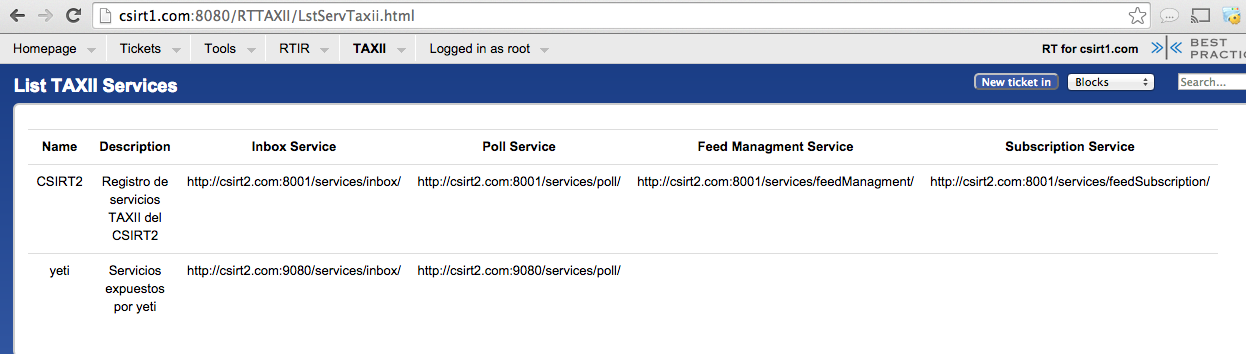 csirt1.com:8080/RTTAXII/LstServTaxii.html
Homepage Tickets Tools RTIR TAXII Logged in as root RT for csirt1.com BEST
PRACTIC
List TAXII Services New ticket in Blocks Search...
Name Description Inbox Service Poll Service Feed Managment Service Subscription Service
CSIRT2 Registro de http://csirt2.com:8001/services/inbox/ http://csirt2.com:8001/services/poll/ http://csirt2.com:8001/services/feedManagment/ http://csirt2.com:8001/services/feedSubscription/
servicios
TAXII del
CSIRT2
yeti Servicios http://csirt2.com:9080/services/inbox/ http://csirt2.com:9080/services/poll/
expuestos
por yeti